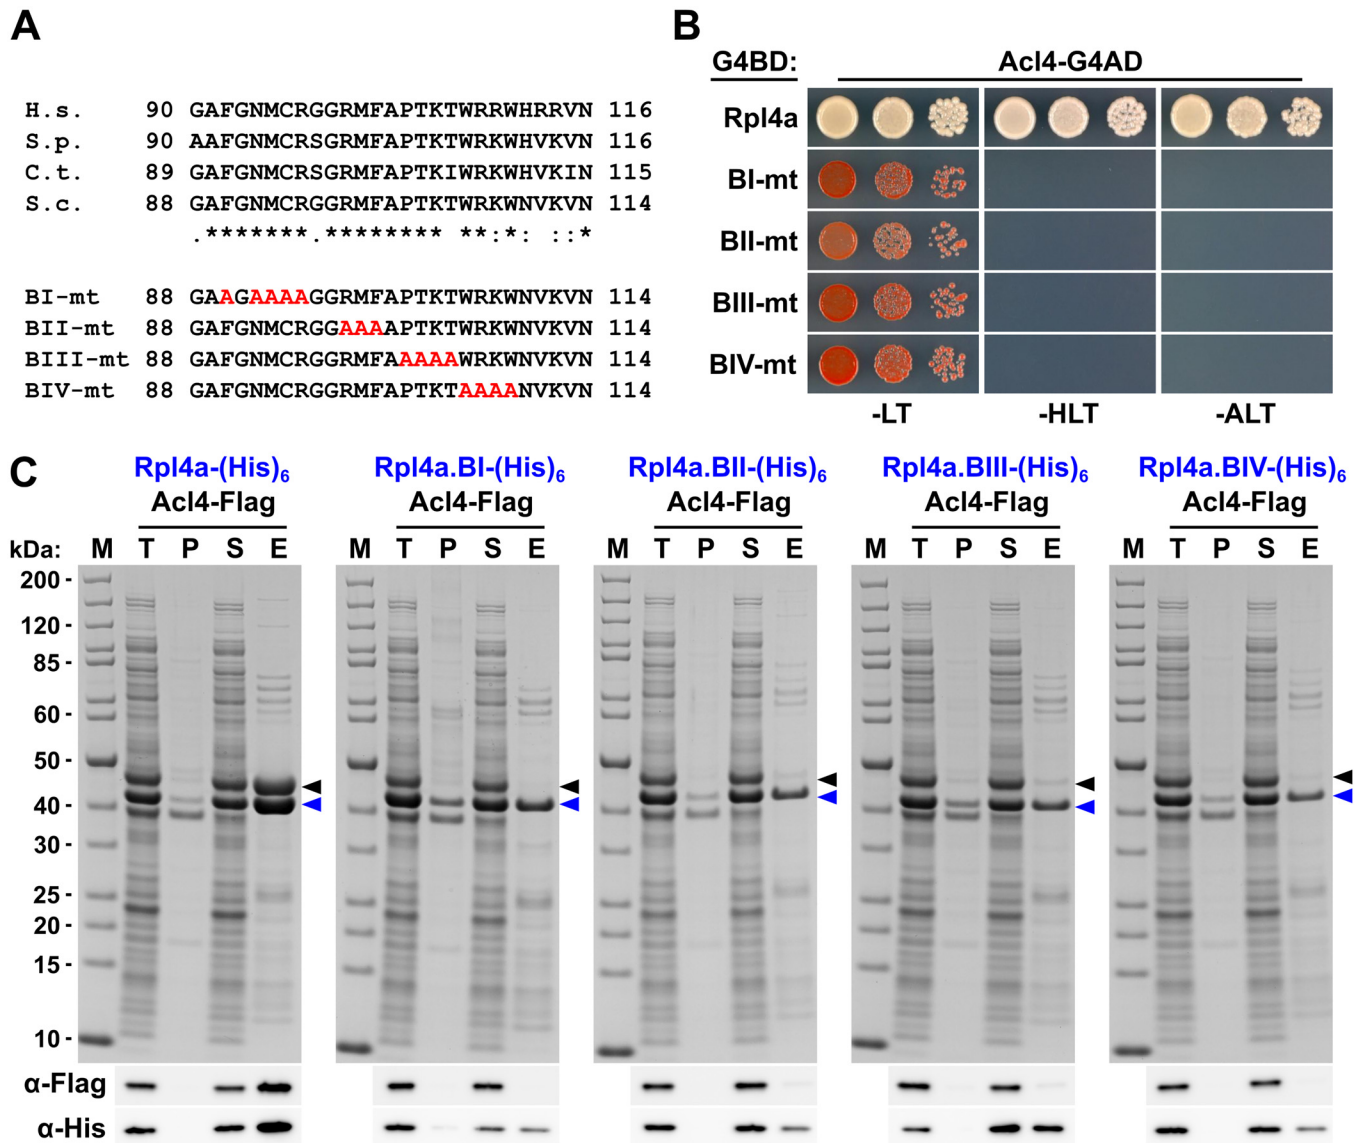 A
H.s. 90 GAFGNMCRGGRMFAPTKTWRRWHRRVN 116
S.p. 90 AAFGNMCRGGRMFAPTKTWRKWHVKVN 116
C.t. 89 GAFGNMCRSGRMFAPTKIWRKWHVKIN 115
S.c. 88 GAFGNMCRGGRMFAPTKTWRKWNVKVN 114
.*******.******** **:*: ::*
BI-mt 88 GAAGAAAAGGRMFAPTKTWRKWNVKVN 114
BII-mt 88 GAFGNMCRGGAAAAPTKTWRKWNVKVN 114
BIII-mt 88 GAFGNMCRGGRMFAAAAAWRKWNVKVN 114
BIV-mt 88 GAFGNMCRGGRMFAPTKTAAAANVKVN 114
B
G4BD: Acl4-G4AD
Rpl4a
BI-mt
BII-mt
BIII-mt
BIV-mt
-LT -HLT -ALT
C
Rpl4a-(His)6 Rpl4a.BI-(His)6 Rpl4a.BII-(His)6 Rpl4a.BIII-(His)6 Rpl4a.BIV-(His)6
Acl4-Flag Acl4-Flag Acl4-Flag Acl4-Flag Acl4-Flag
kDa: M T P S E M T P S E M T P S E M T P S E M T P S E
200 -
120 -
85 -
60 -
50 -
40 -
30 -
25 -
20 -
15 -
10 -
α-Flag
α-His